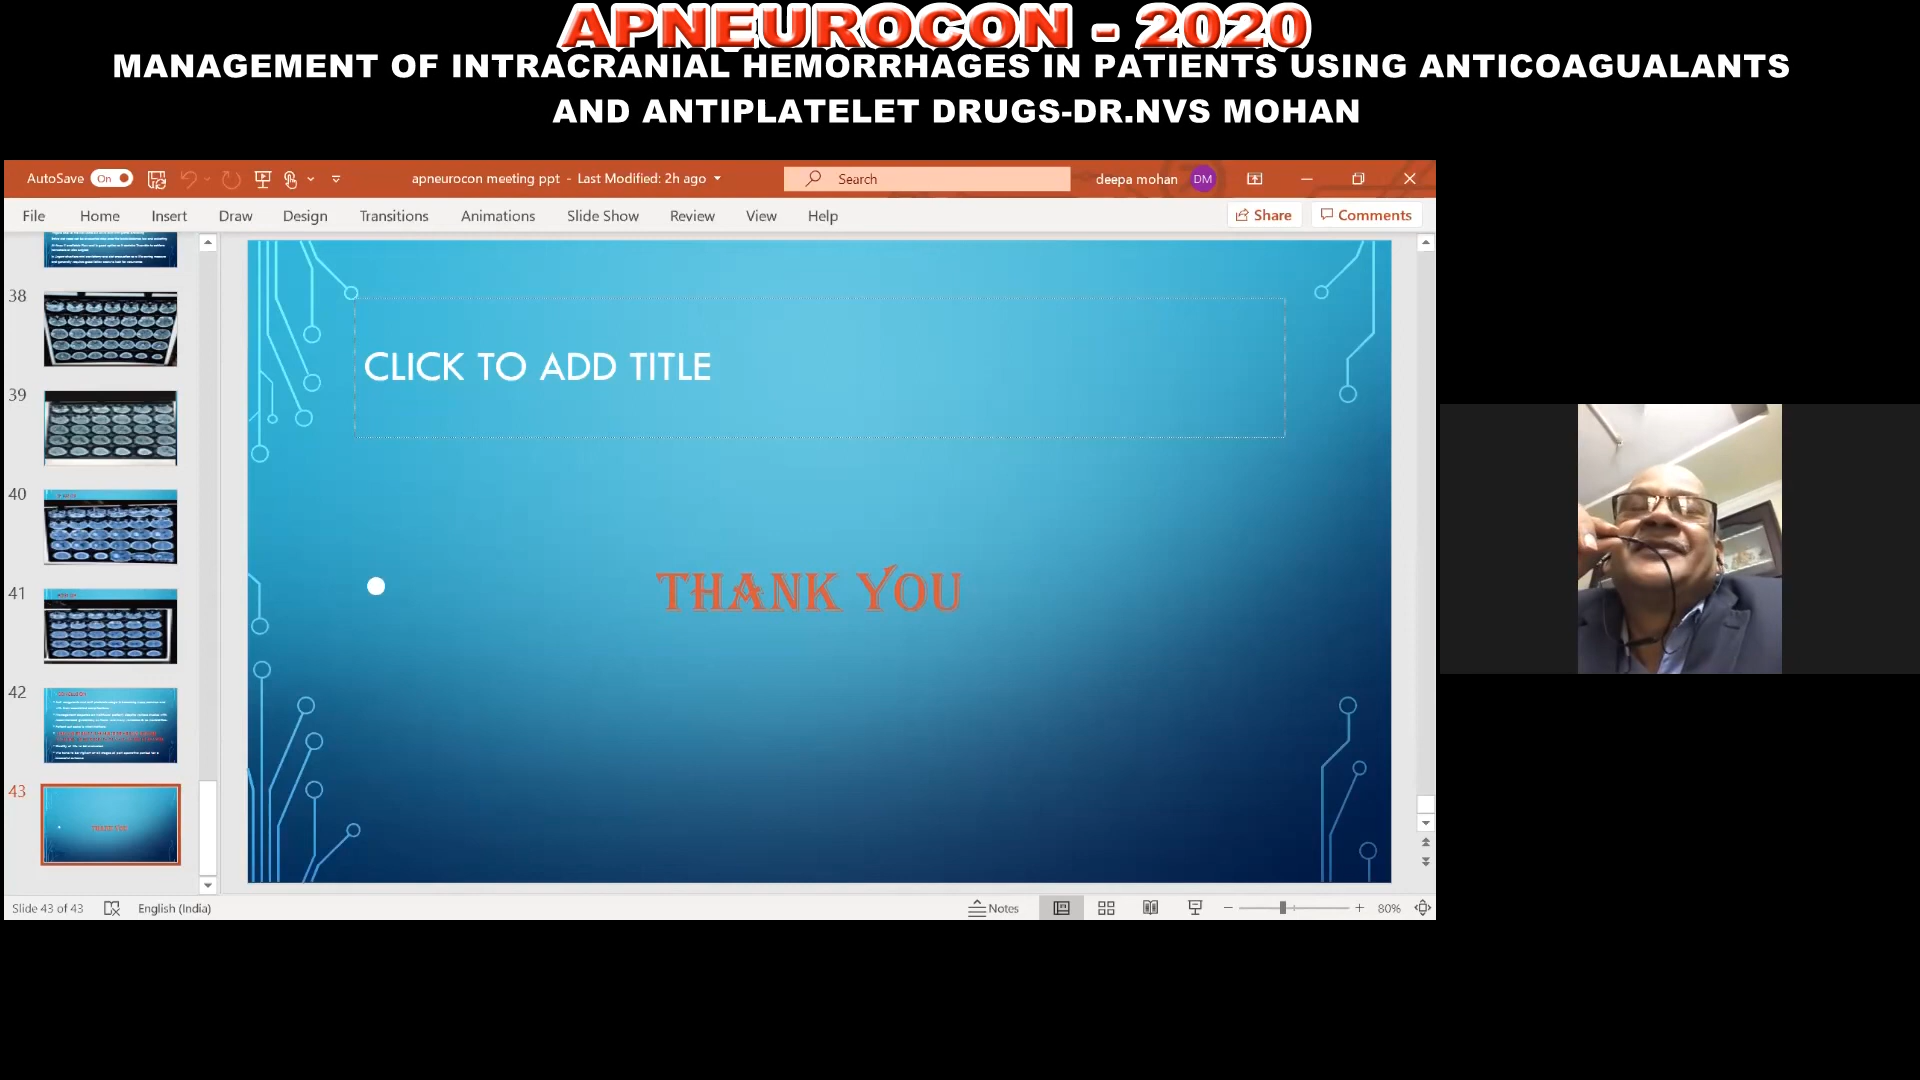 APNEUROCON - 2020
MANAGEMENT OF INTRACRANIAL HEMORRHAGES IN PATIENTS USING ANTICOAGUALANTS
AND ANTIPLATELET DRUGS-DR.NVS MOHAN
AutoSave On apneurocon meeting ppt - Last Modified: 2h ago Search deepa mohan DM
File Home Insert Draw Design Transitions Animations Slide Show Review View Help Share Comments
38
39
40
41
42
43
CLICK TO ADD TITLE
THANK YOU
Slide 43 of 43 English (India) Notes 80%